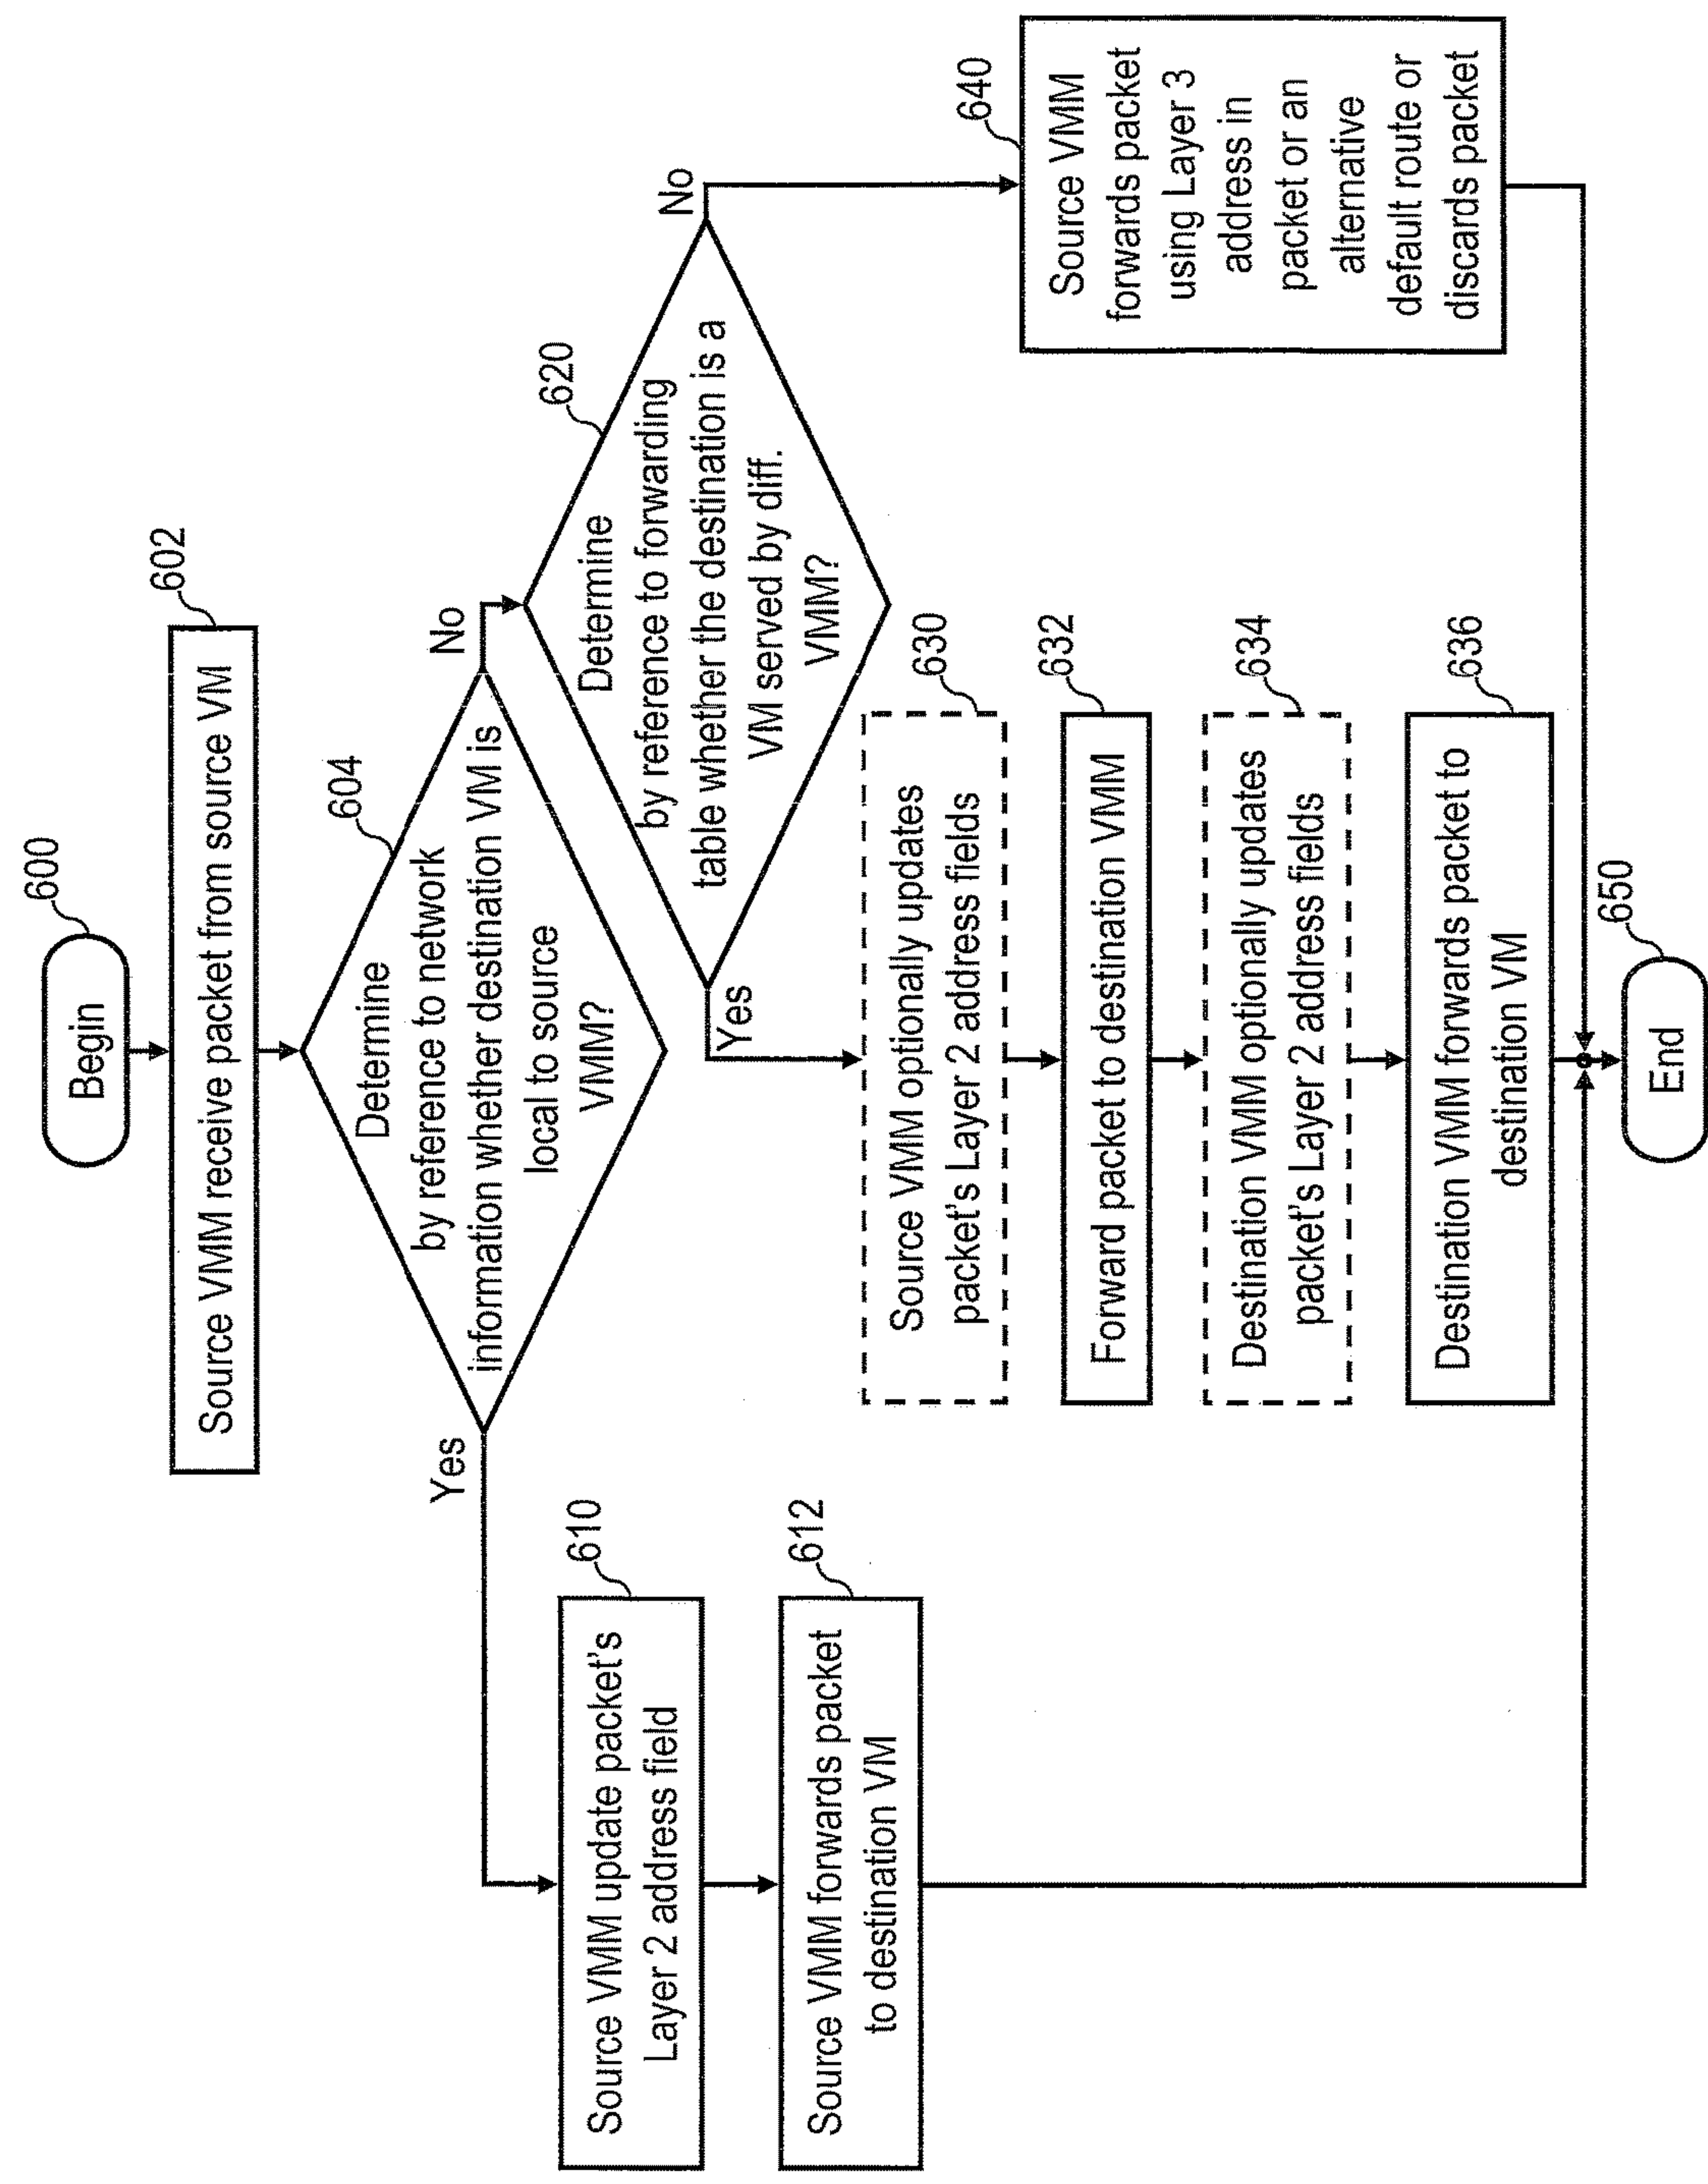 600
Begin
602
Source VMM receive packet from source VM
604
Determine
by reference to network
information whether destination VM is
local to source
VMM?
Yes
No
610
Source VMM update packet's
Layer 2 address field
612
Source VMM forwards packet
to destination VM
620
Determine
by reference to forwarding
table whether the destination is a
VM served by diff.
VMM?
Yes
No
630
Source VMM optionally updates
packet's Layer 2 address fields
632
Forward packet to destination VMM
634
Destination VMM optionally updates
packet's Layer 2 address fields
636
Destination VMM forwards packet to
destination VM
640
Source VMM
forwards packet
using Layer 3
address in
packet or an
alternative
default route or
discards packet
650
End